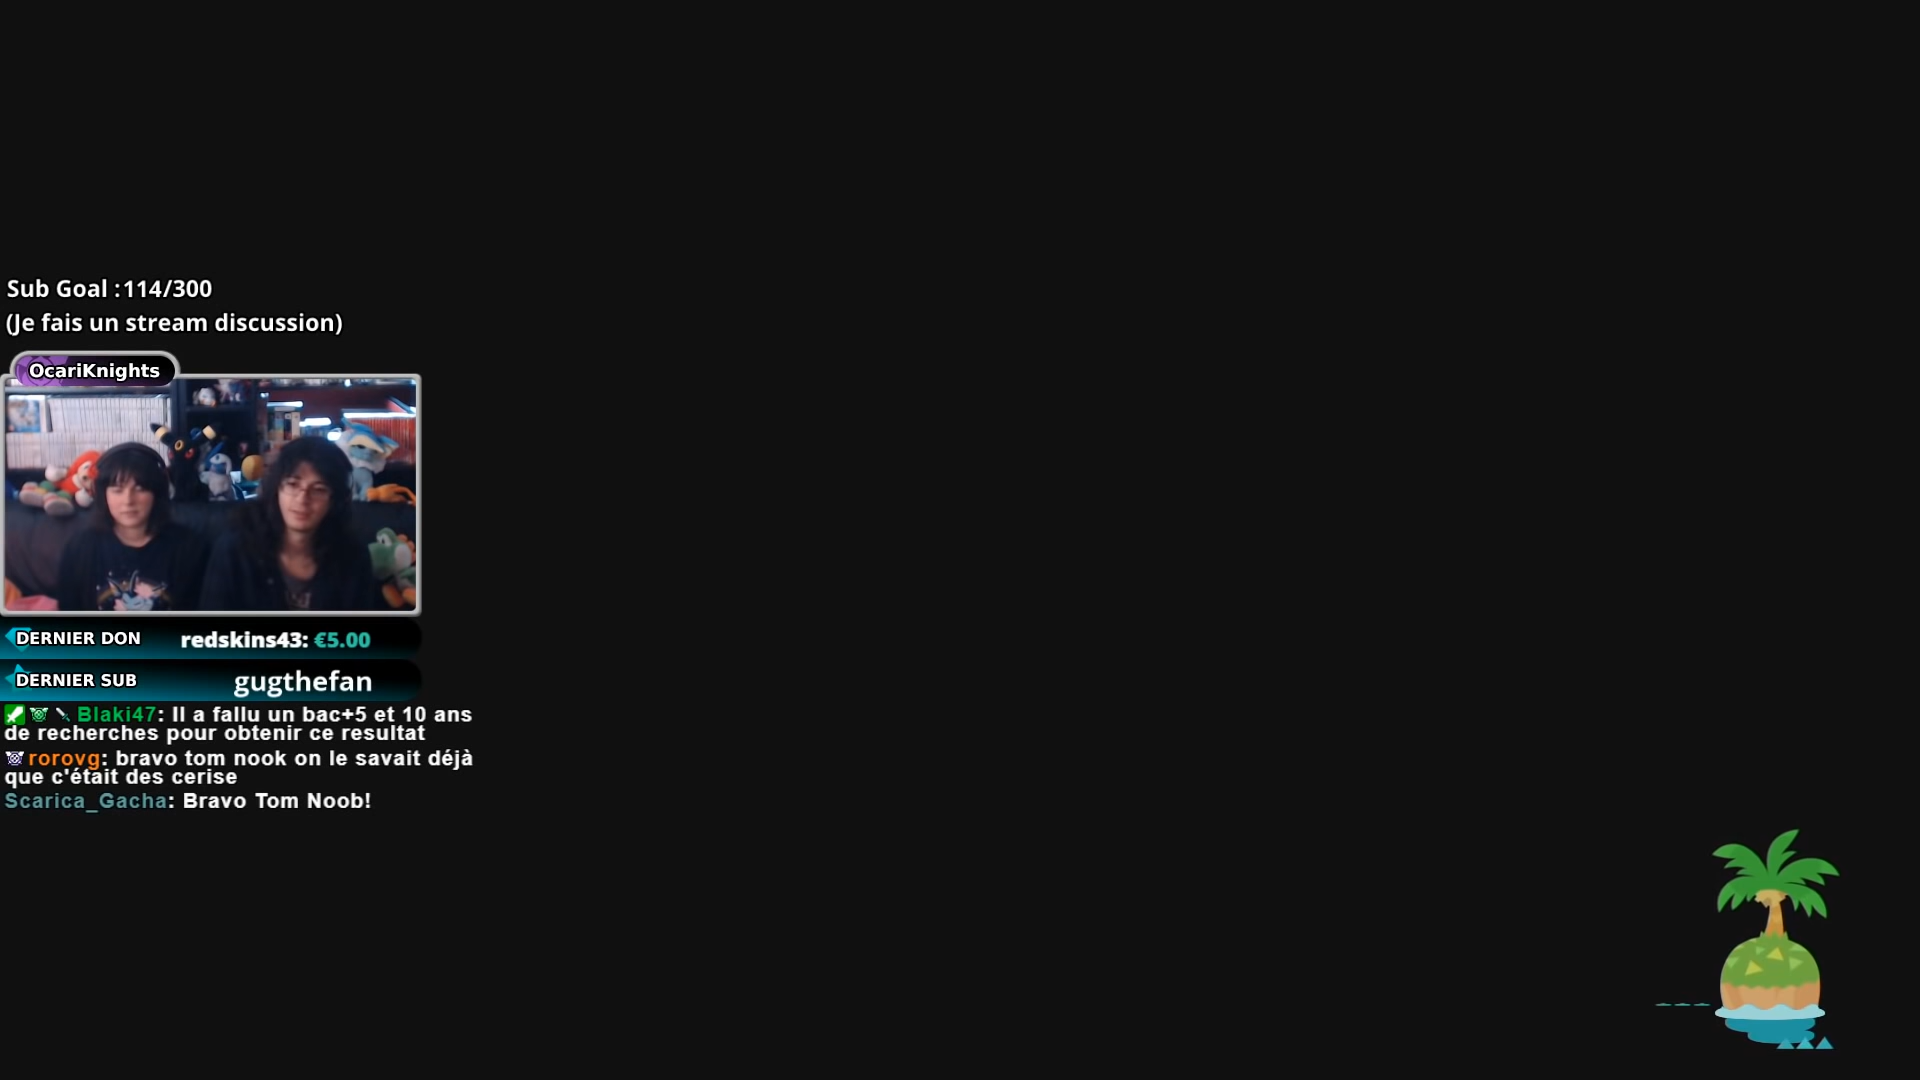 Sub Goal :114/300
(Je fais un stream discussion)
OcariKnights
DERNIER DON redskins43: €5.00
DERNIER SUB gugthefan
Blaki47: Il a fallu un bac+5 et 10 ans
de recherches pour obtenir ce resultat
rorovg: bravo tom nook on le savait déjà
que c'était des cerise
Scarica_Gacha: Bravo Tom Noob!